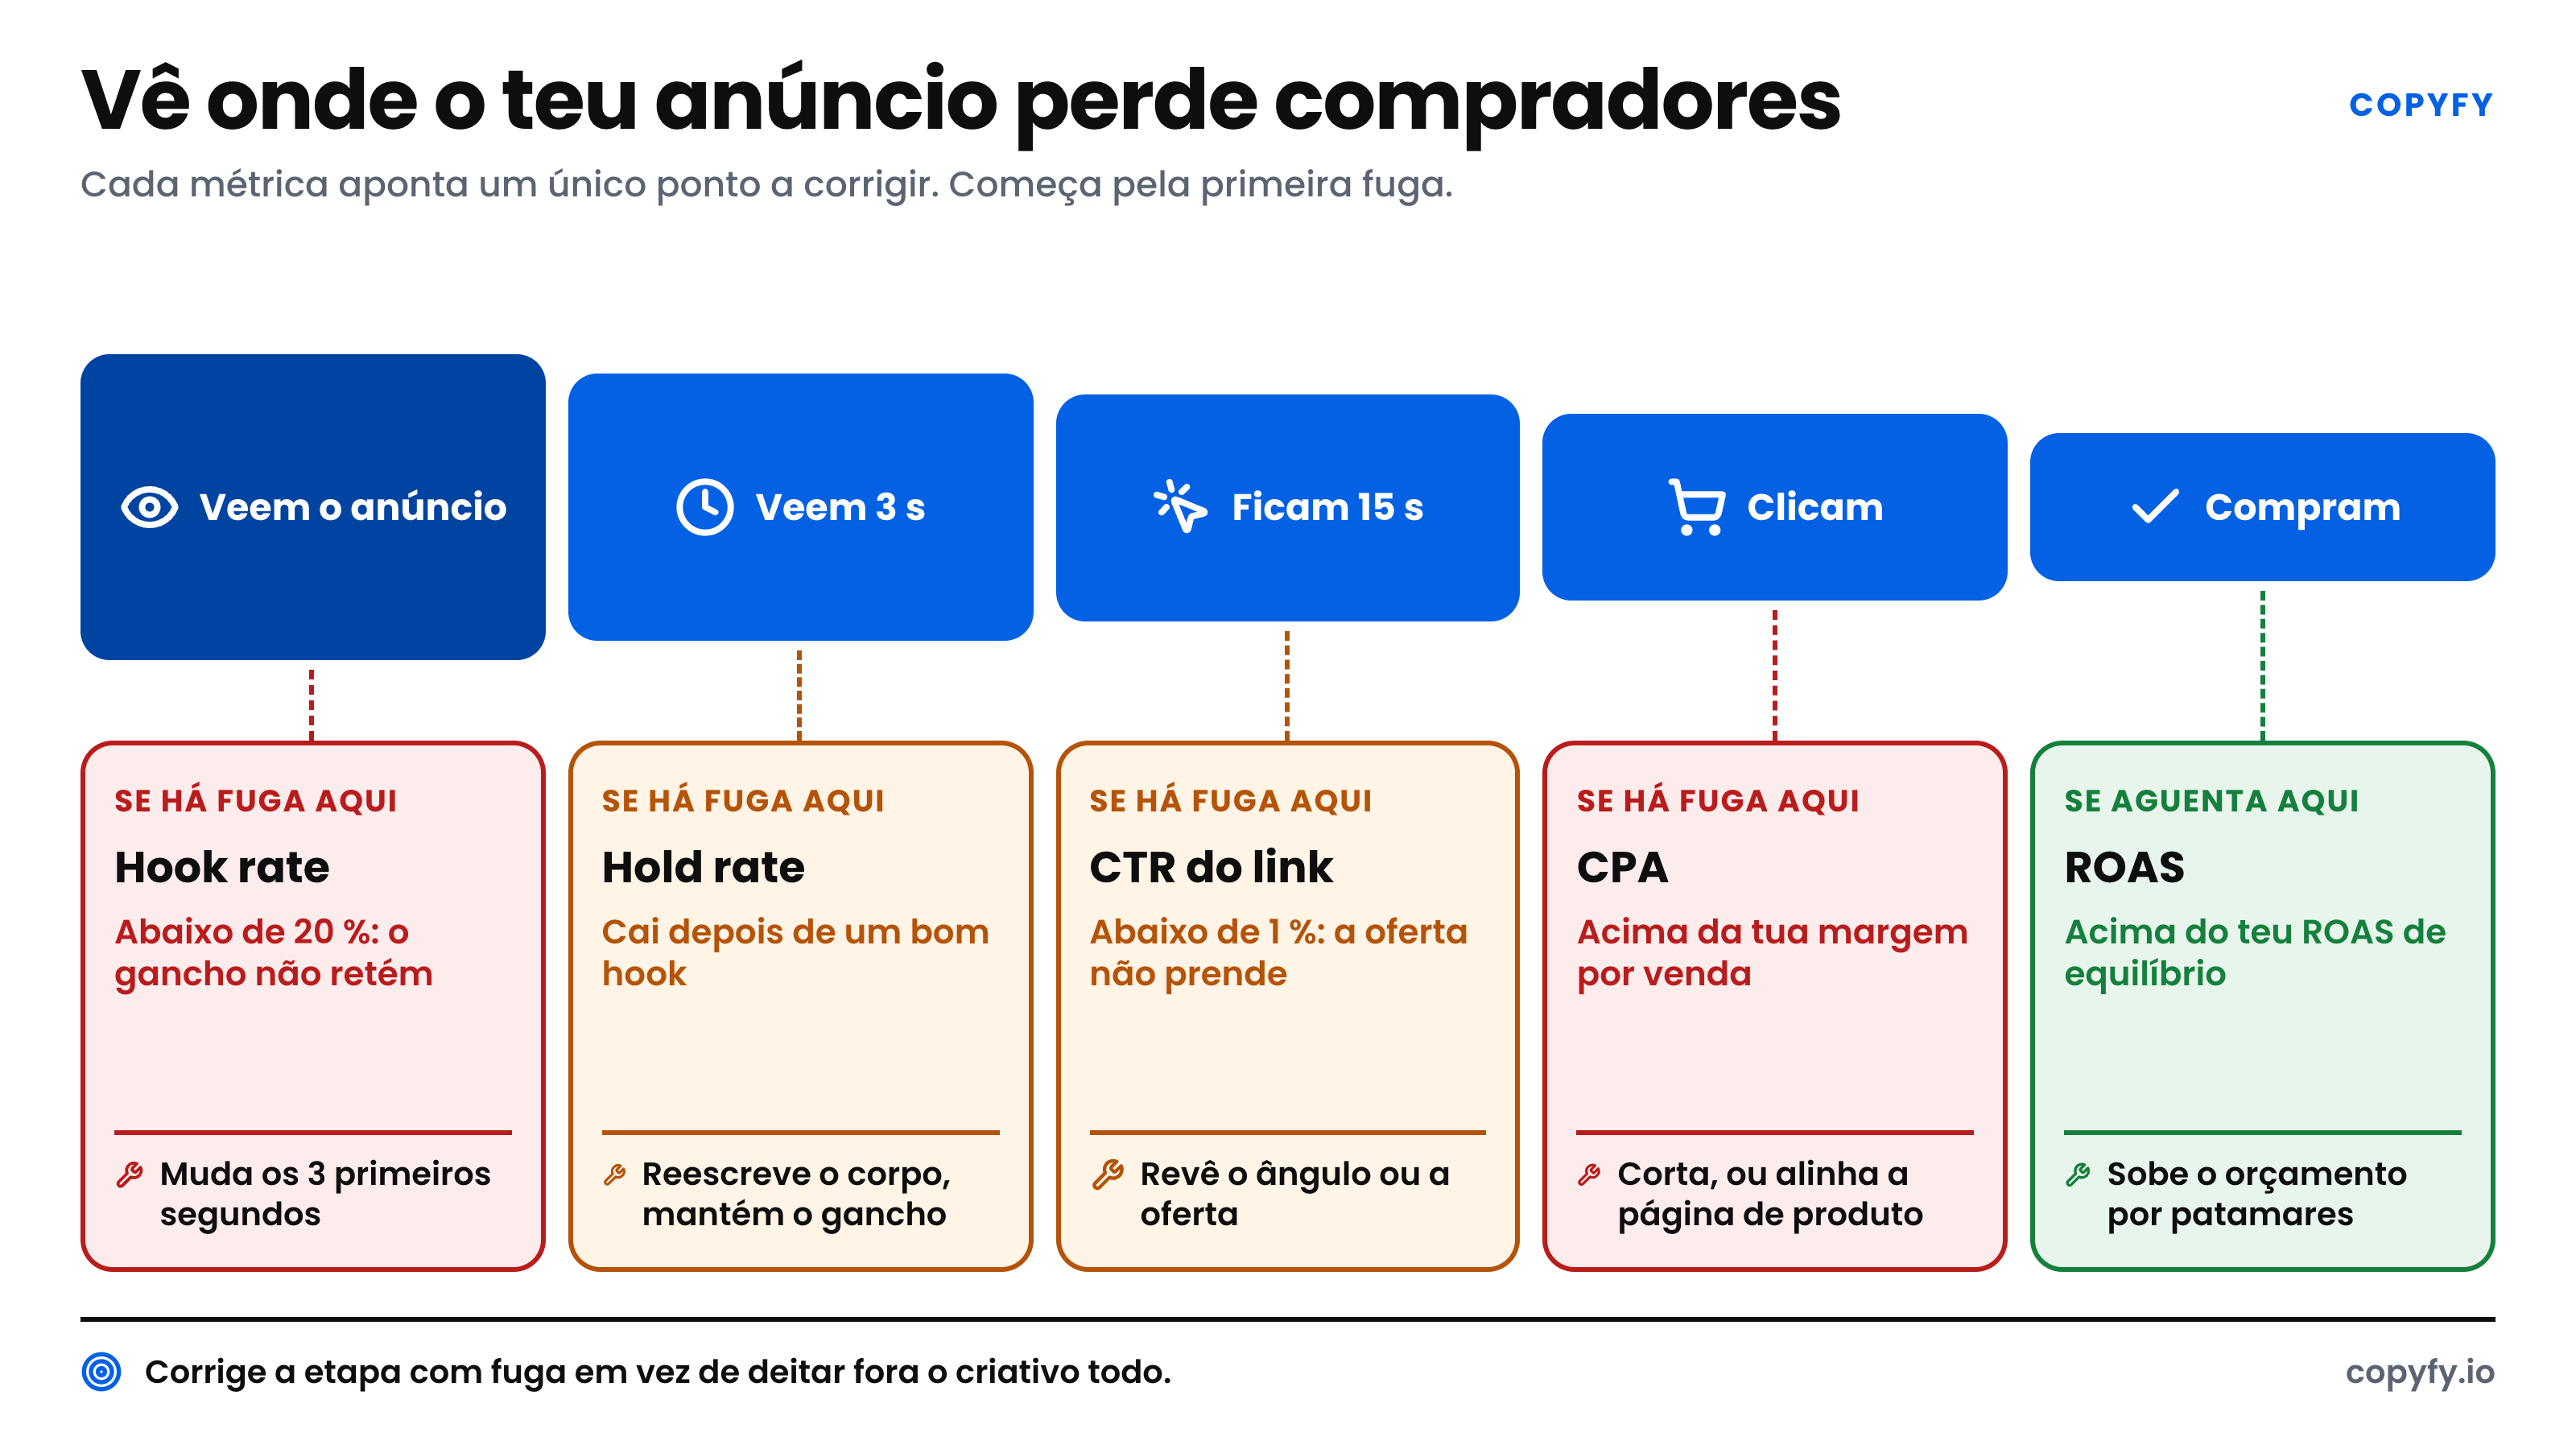 Vê onde o teu anúncio perde compradores
COPYFY
Cada métrica aponta um único ponto a corrigir. Começa pela primeira fuga.
Veem o anúncio
Veem 3 s
Ficam 15 s
Clicam
Compram
SE HÁ FUGA AQUI
Hook rate
Abaixo de 20 %: o
gancho não retém
Muda os 3 primeiros
segundos
SE HÁ FUGA AQUI
Hold rate
Cai depois de um bom
hook
Reescreve o corpo,
mantém o gancho
SE HÁ FUGA AQUI
CTR do link
Abaixo de 1 %: a oferta
não prende
Revê o ângulo ou a
oferta
SE HÁ FUGA AQUI
CPA
Acima da tua margem
por venda
Corta, ou alinha a
página de produto
SE AGUENTA AQUI
ROAS
Acima do teu ROAS de
equilíbrio
Sobe o orçamento
por patamares
Corrige a etapa com fuga em vez de deitar fora o criativo todo.
copyfy.io